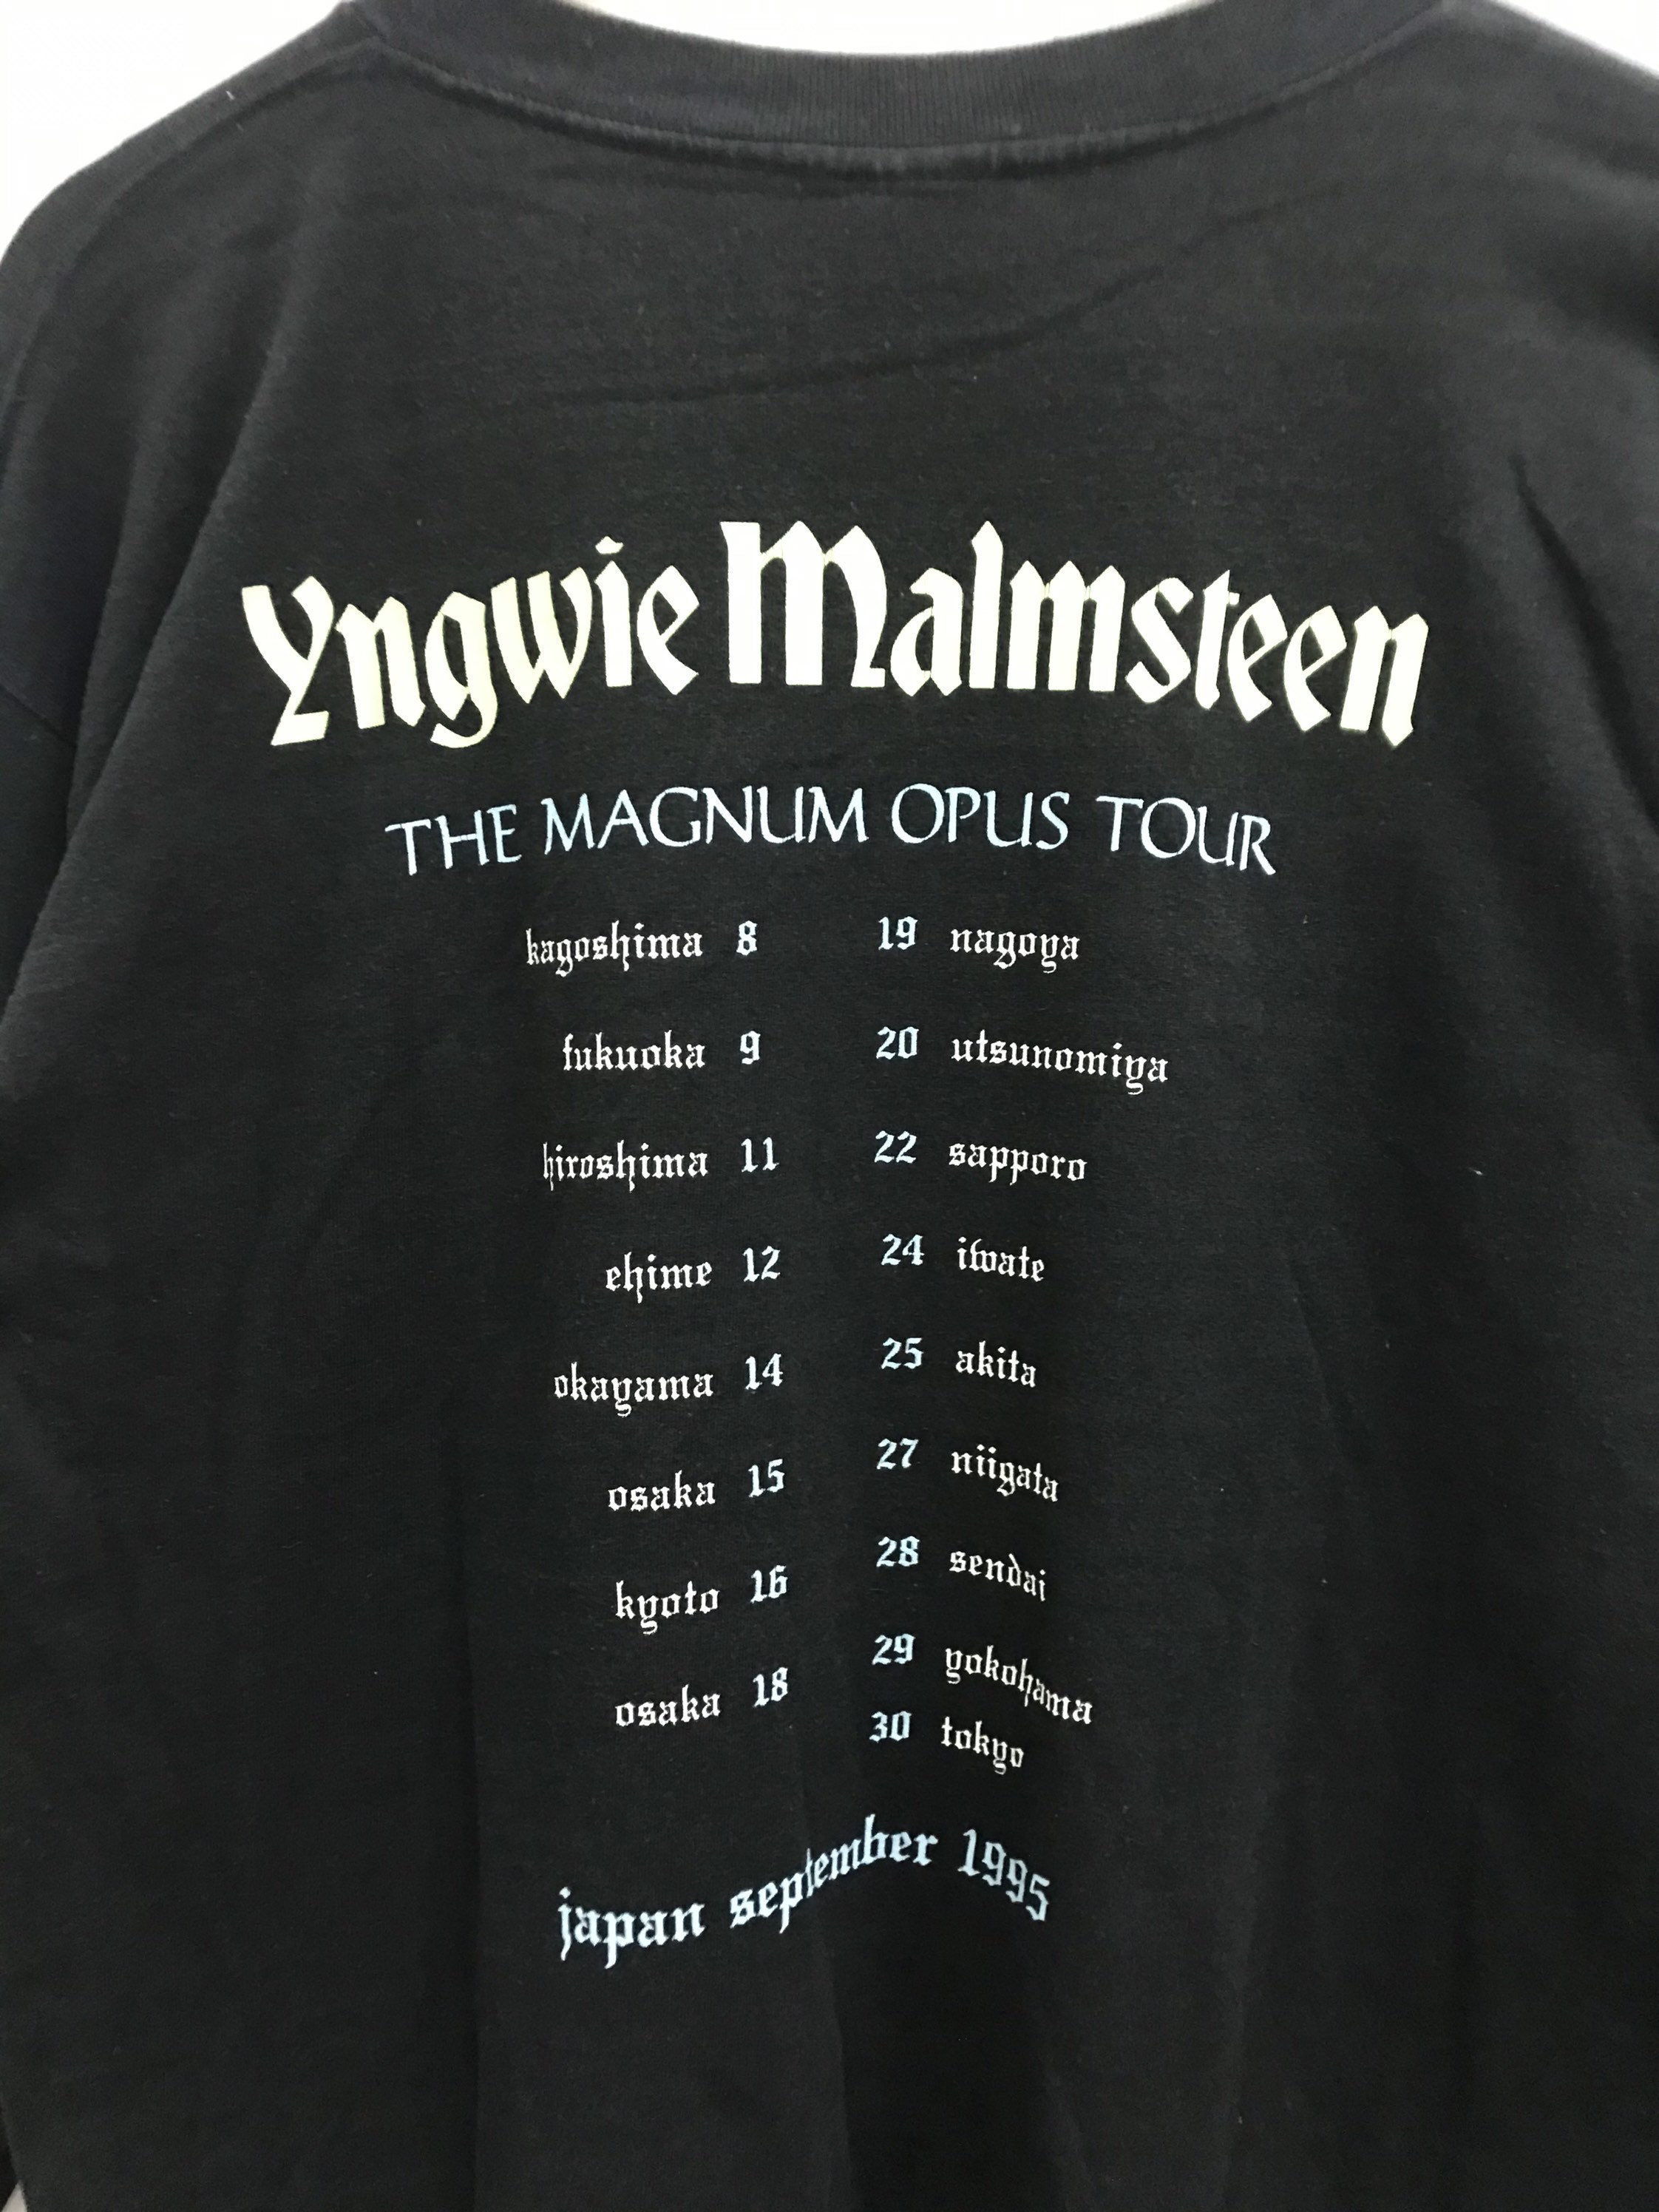 Yngwie Malmsteen
THE MAGNUM OPUS TOUR
kagoshima 8
fukuoka 9
hiroshima 11
ehime 12
okayama 14
osaka 15
kyoto 16
osaka 18
19 nagoya
20 utsunomiya
22 sapporo
24 iwate
25 akita
27 niigata
28 sendai
29 yokohama
30 tokyo
japan september 1995